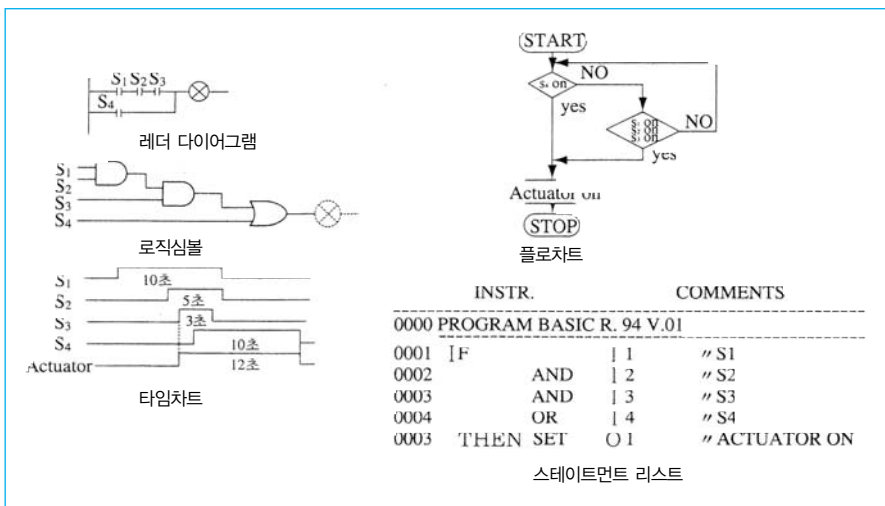 S1 S2 S3
S4
레더 다이어그램
S1
S2
S3
S4
로직심볼
S1 10초
S2 5초
S3 3초
S4 10초
Actuator 12초
타임차트
START
S4 on NO
yes
S1 on
S2 on
S3 on
NO
yes
Actuator on
STOP
플로차트
INSTR. COMMENTS
0000 PROGRAM BASIC R. 94 V.01
0001 IF I 1 〃 S1
0002 AND I 2 〃 S2
0003 AND I 3 〃 S3
0004 OR I 4 〃 S4
0003 THEN SET O 1 〃 ACTUATOR ON
스테이트먼트 리스트